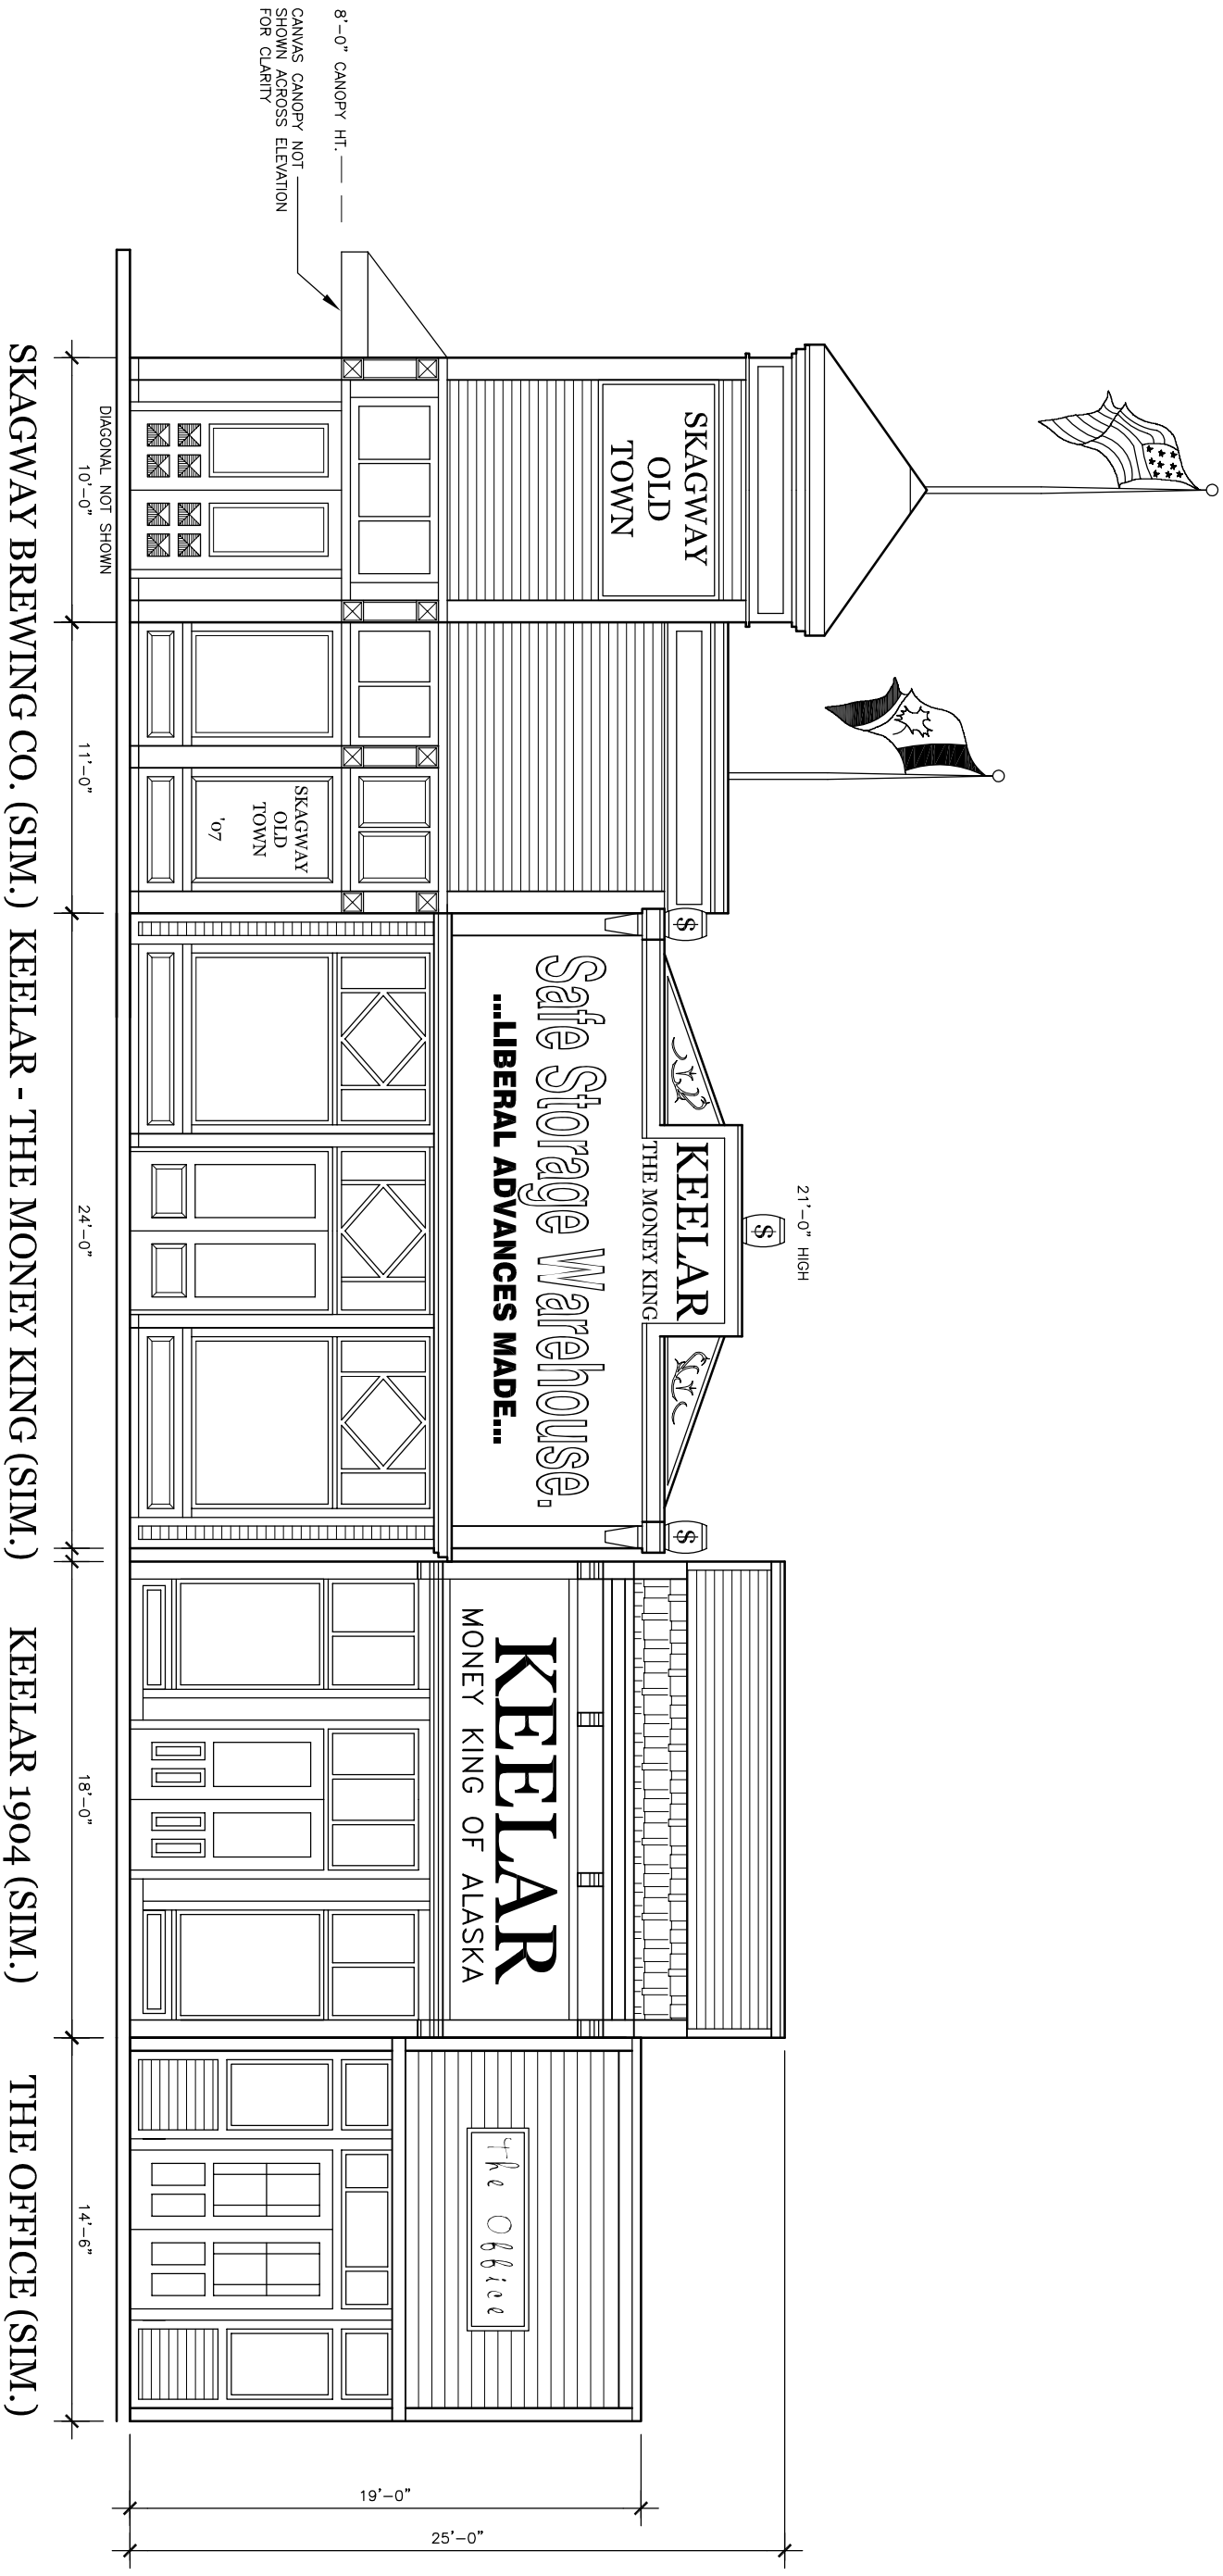 8'-0" CANOPY HT.
CANVAS CANOPY NOT
SHOWN ACROSS ELEVATION
FOR CLARITY
SKAGWAY
OLD
TOWN
SKAGWAY
OLD
TOWN
'07
21'-0" HIGH
$
$
$
KEELAR
THE MONEY KING
Safe Storage Warehouse.
...LIBERAL ADVANCES MADE...
KEELAR
MONEY KING OF ALASKA
The Office
19'-0"
25'-0"
DIAGONAL NOT SHOWN
10'-0"
11'-0"
24'-0"
18'-0"
14'-6"
SKAGWAY BREWING CO. (SIM.)
KEELAR - THE MONEY KING (SIM.)
KEELAR 1904 (SIM.)
THE OFFICE (SIM.)